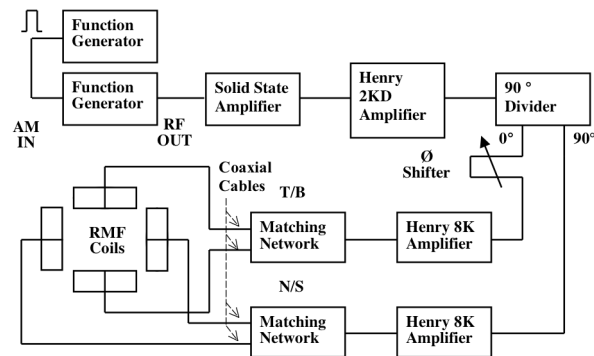 Function
Generator
Function
Generator
AM
IN
RF
OUT
Solid State
Amplifier
Henry
2KD
Amplifier
90 °
Divider
0°
90°
Ø
Shifter
Coaxial
Cables
T/B
RMF
Coils
Matching
Network
Henry 8K
Amplifier
N/S
Matching
Network
Henry 8K
Amplifier